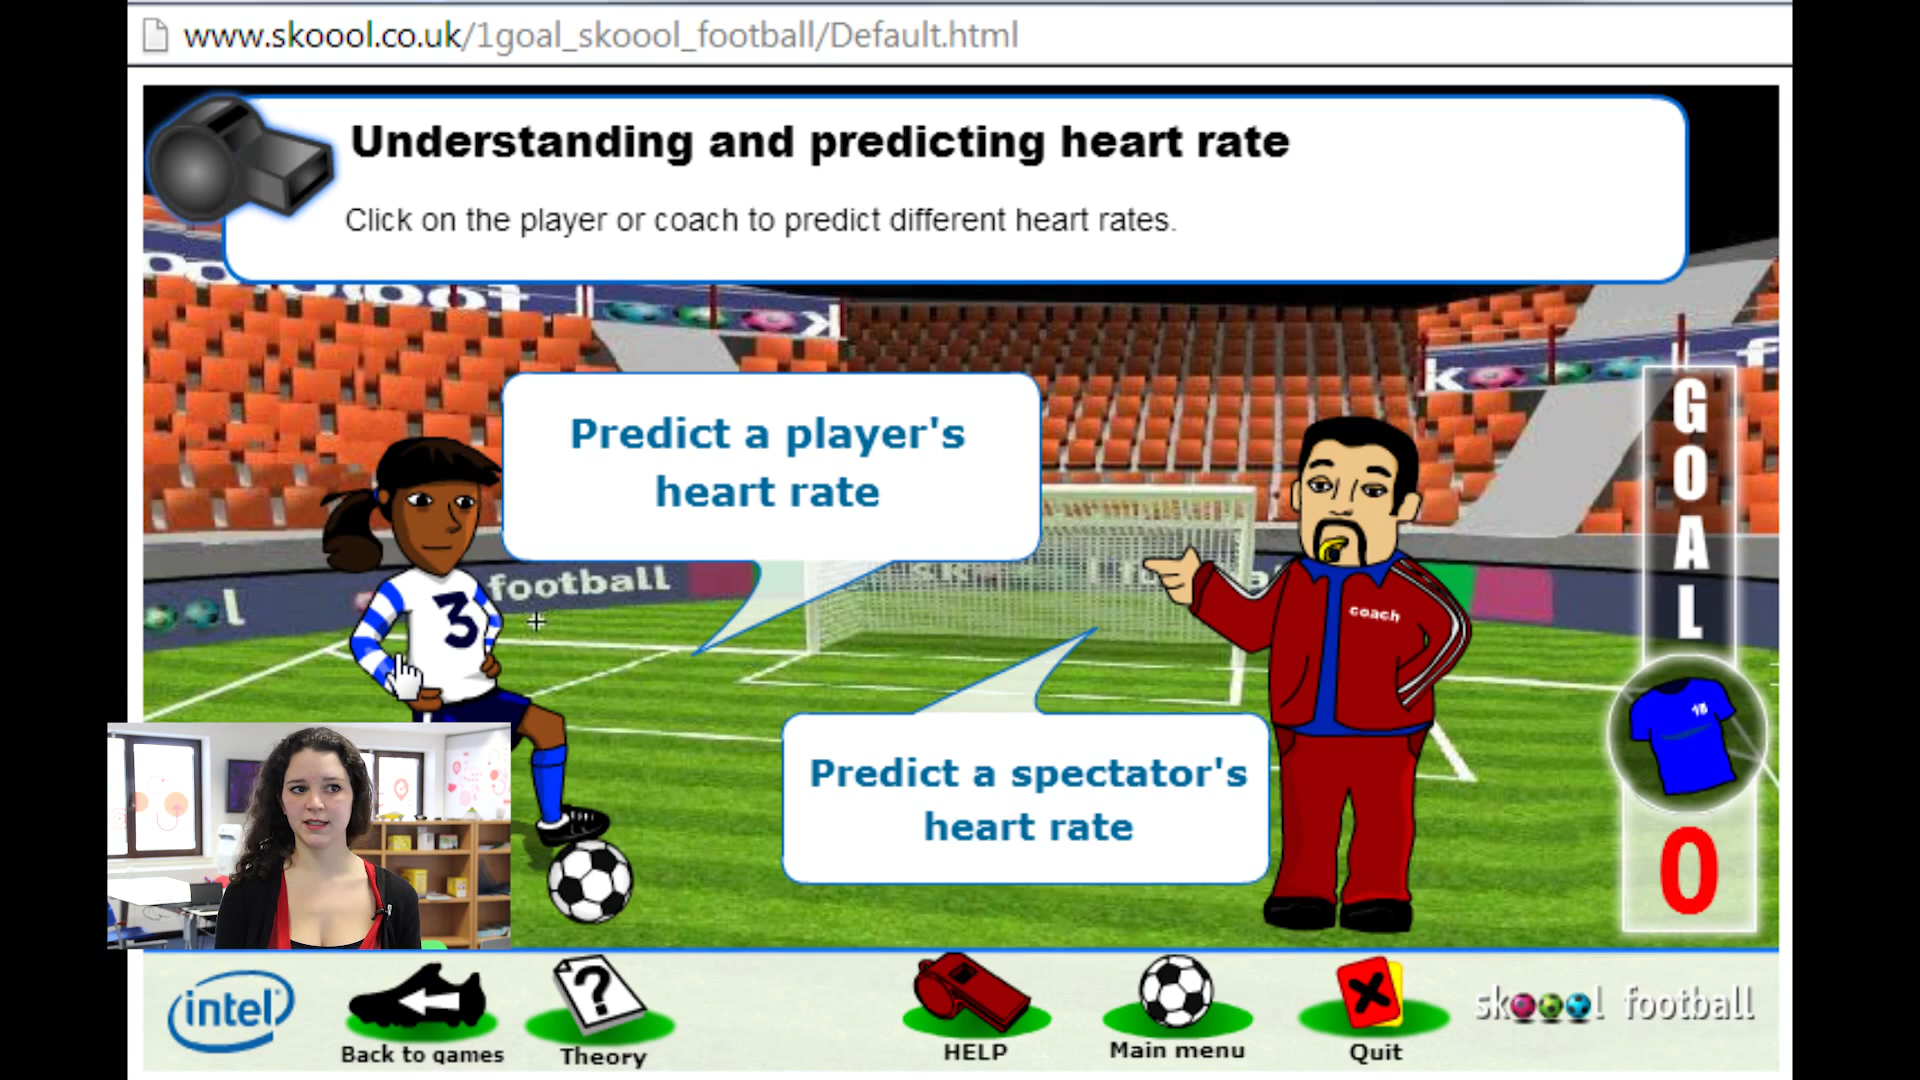 www.skoool.co.uk/1goal_skoool_football/Default.html
Understanding and predicting heart rate
Click on the player or coach to predict different heart rates.
Predict a player's
heart rate
football
3
coach
Predict a spectator's
heart rate
GOAL
18
0
intel
Back to games
Theory
HELP
Main menu
Quit
skoool football